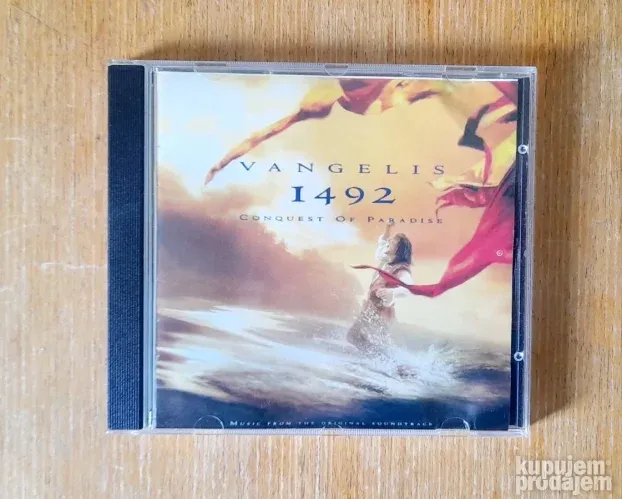 VANGELIS
1492
CONQUEST OF PARADISE
MUSIC FROM THE ORIGINAL SOUNDTRACK
kupujem
prodajem